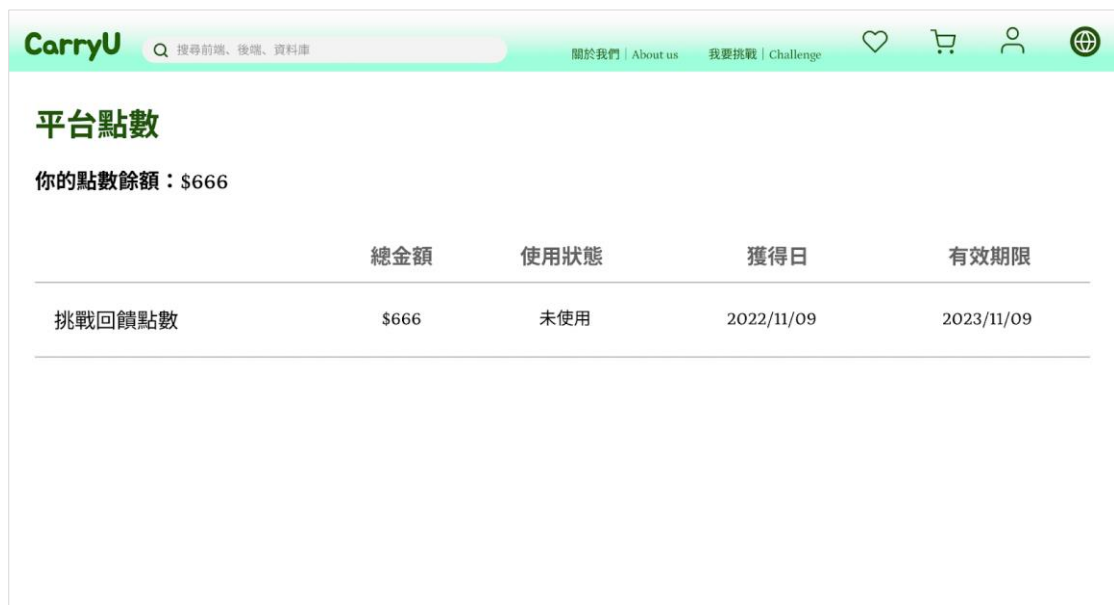 CarryU 搜尋前端、後端、資料庫 關於我們｜About us 我要挑戰｜Challenge
平台點數
你的點數餘額：$666
總金額 使用狀態 獲得日 有效期限
挑戰回饋點數 $666 未使用 2022/11/09 2023/11/09